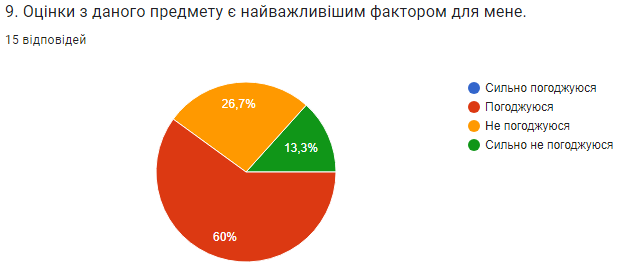 9. Оцінки з даного предмету є найважливішим фактором для мене.
15 відповідей
26,7%
13,3%
60%
Сильно погоджуюся
Погоджуюся
Не погоджуюся
Сильно не погоджуюся